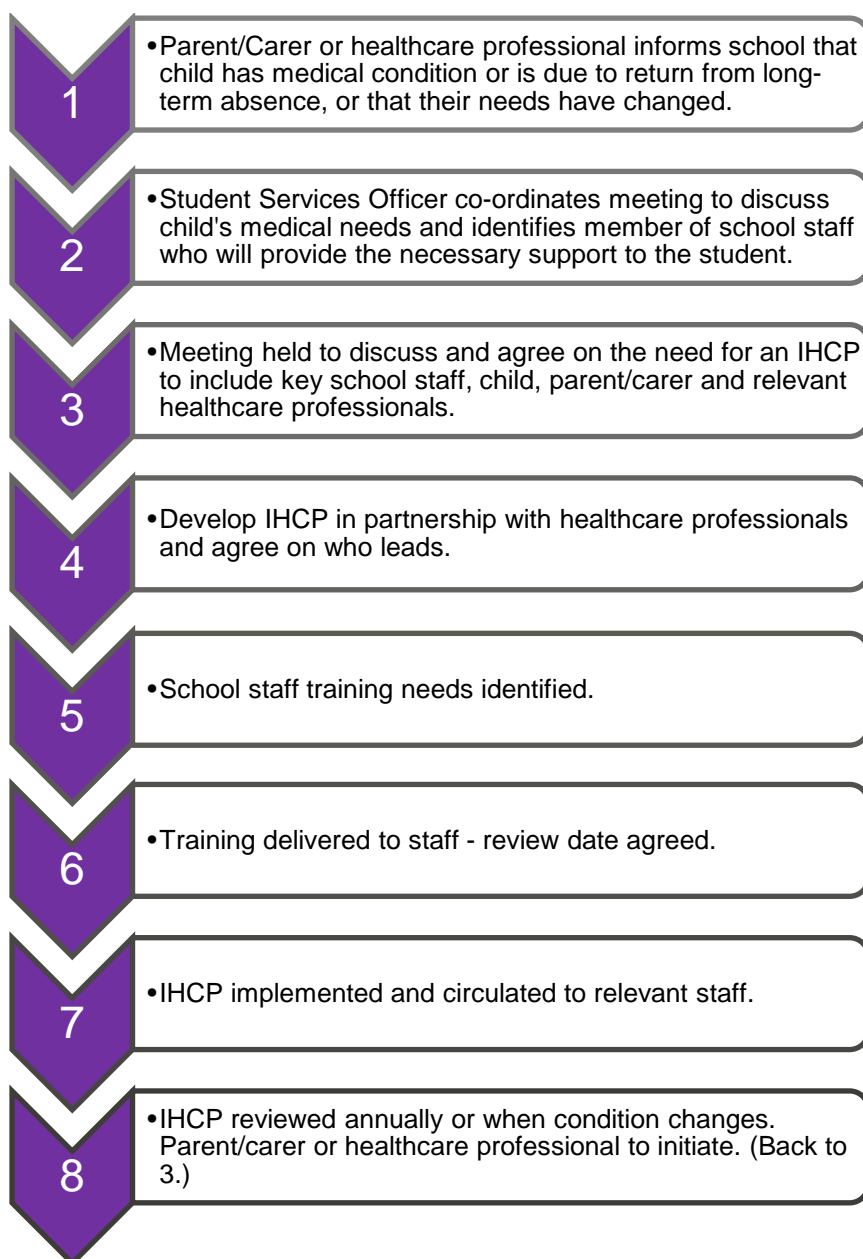 1
•Parent/Carer or healthcare professional informs school that
child has medical condition or is due to return from long-
term absence, or that their needs have changed.
2
•Student Services Officer co-ordinates meeting to discuss
child's medical needs and identifies member of school staff
who will provide the necessary support to the student.
3
•Meeting held to discuss and agree on the need for an IHCP
to include key school staff, child, parent/carer and relevant
healthcare professionals.
4
•Develop IHCP in partnership with healthcare professionals
and agree on who leads.
5
•School staff training needs identified.
6
•Training delivered to staff - review date agreed.
7
•IHCP implemented and circulated to relevant staff.
8
•IHCP reviewed annually or when condition changes.
Parent/carer or healthcare professional to initiate. (Back to
3.)